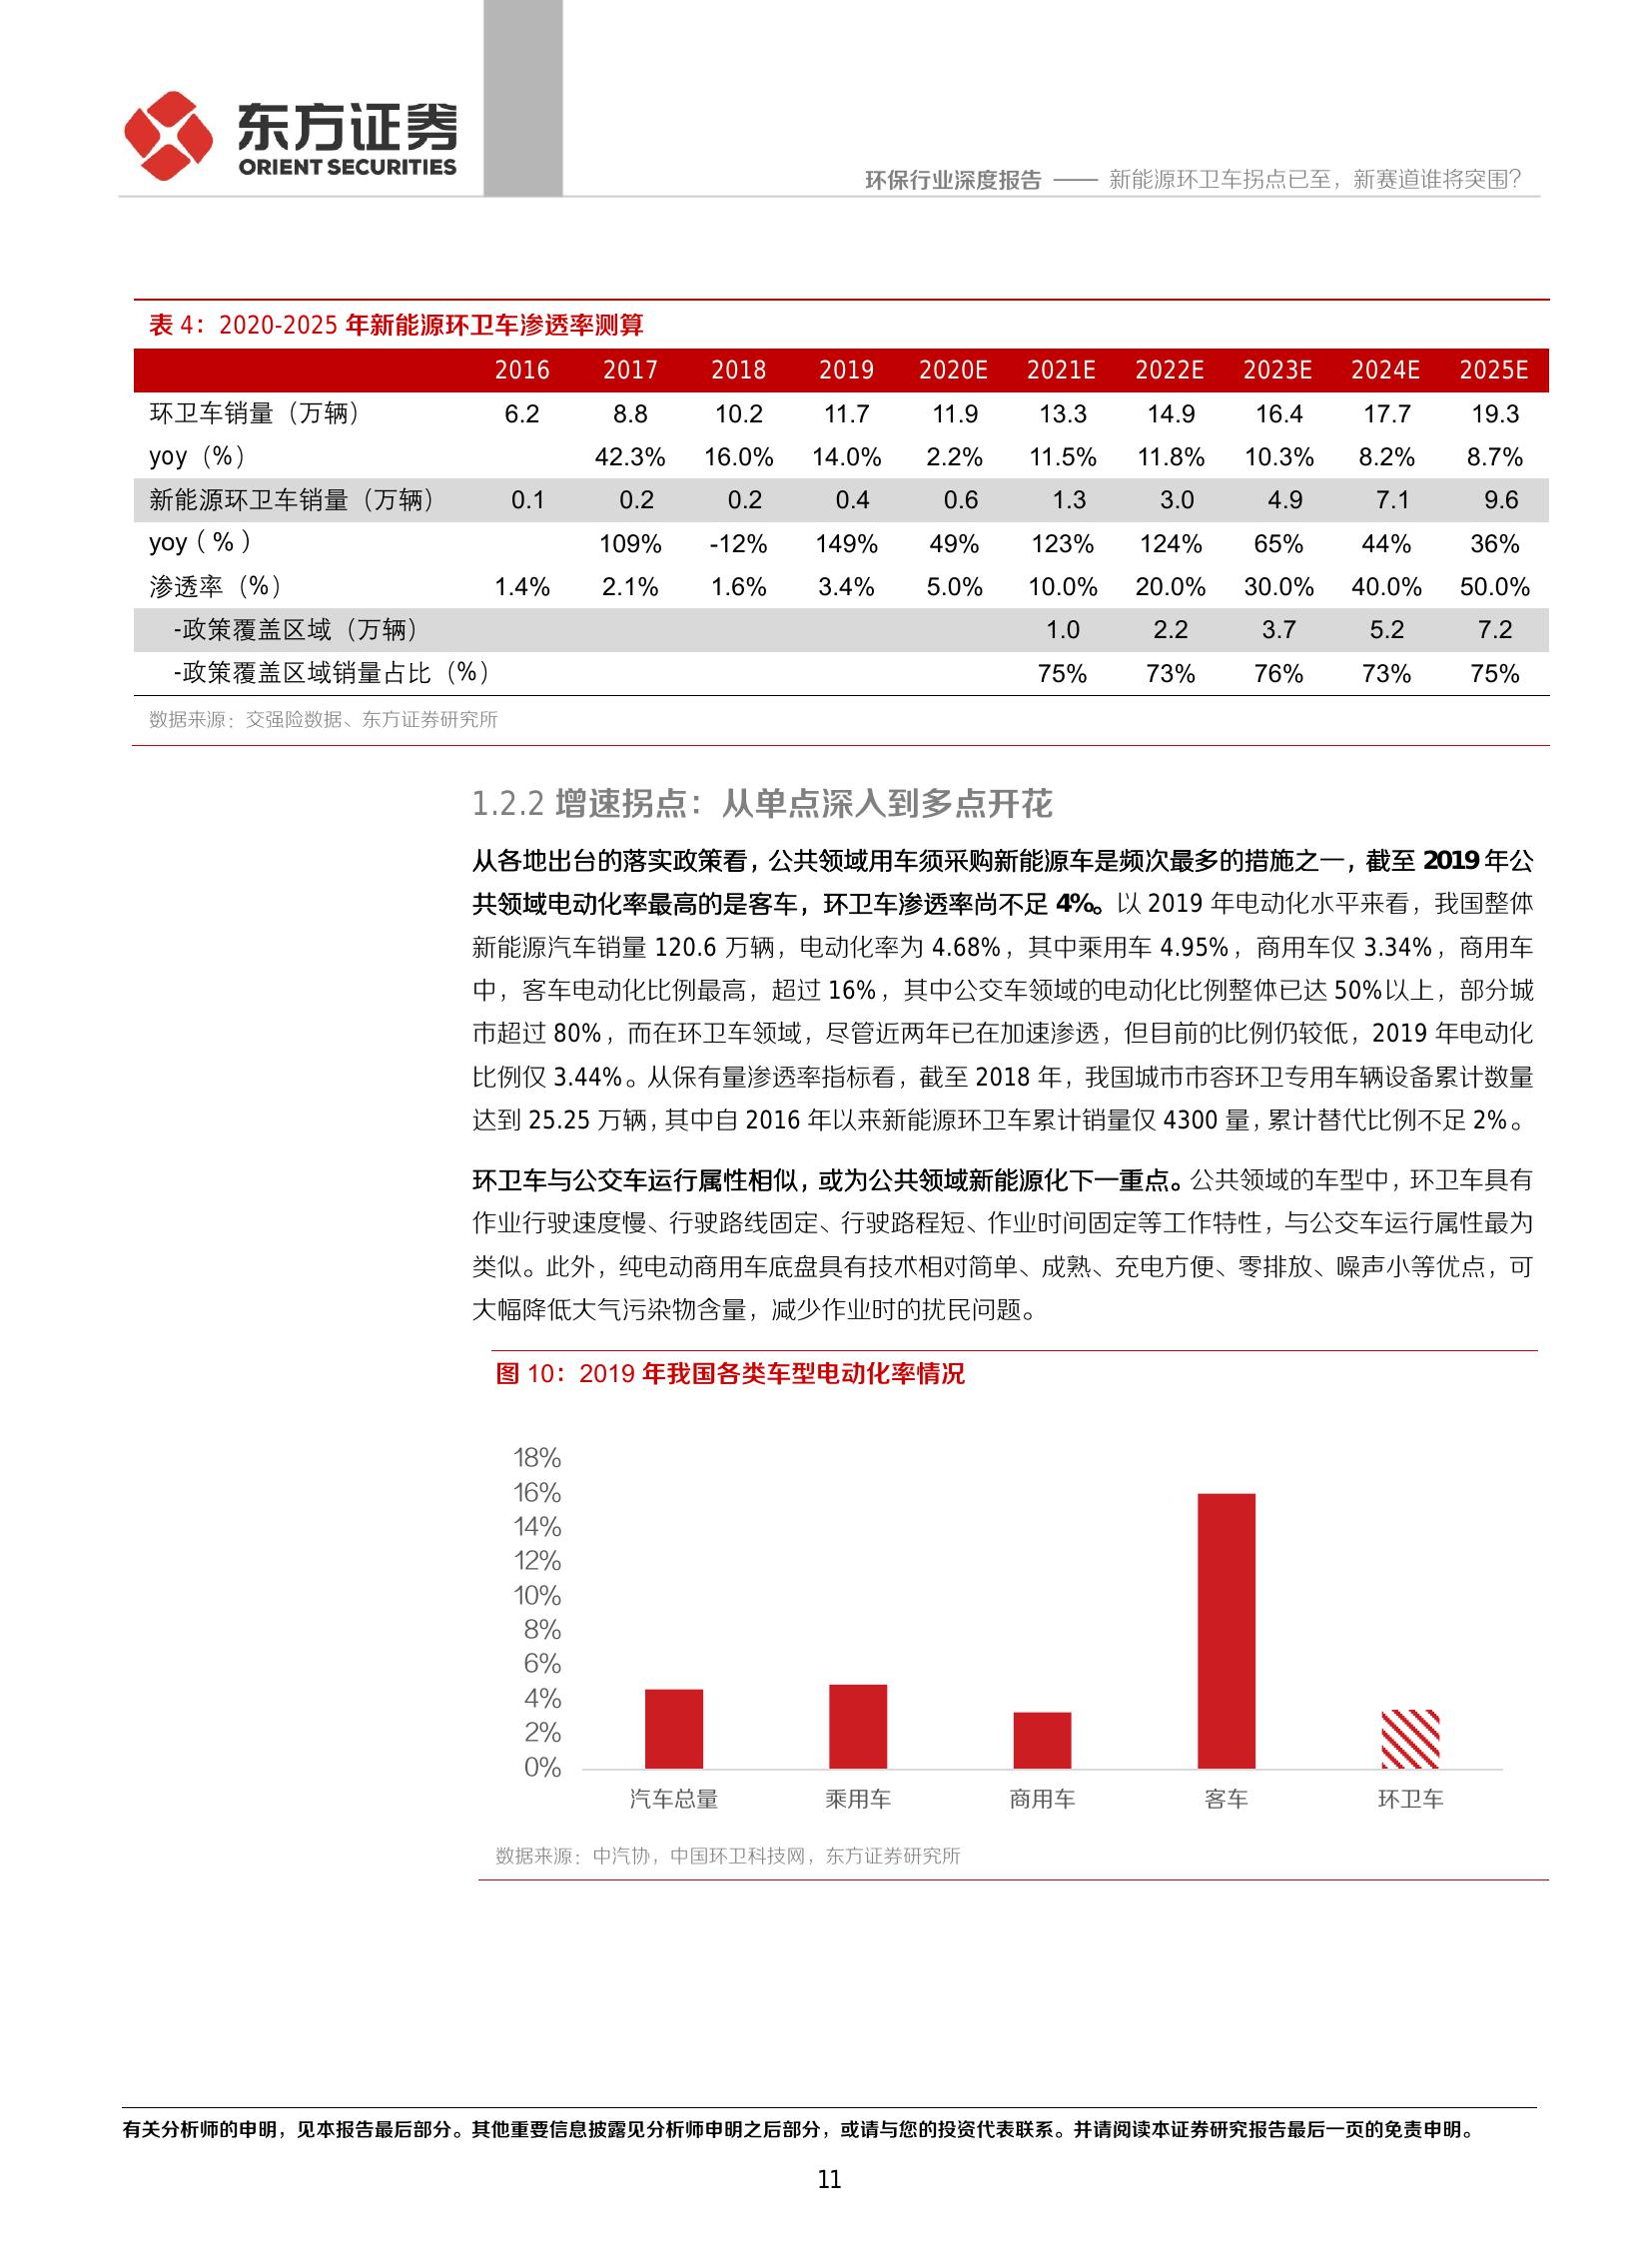 东方证券
ORIENT SECURITIES
环保行业深度报告 —— 新能源环卫车拐点已至，新赛道谁将突围？
表 4：2020-2025 年新能源环卫车渗透率测算
2016 2017 2018 2019 2020E 2021E 2022E 2023E 2024E 2025E
环卫车销量（万辆） 6.2 8.8 10.2 11.7 11.9 13.3 14.9 16.4 17.7 19.3
yoy（%） 42.3% 16.0% 14.0% 2.2% 11.5% 11.8% 10.3% 8.2% 8.7%
新能源环卫车销量（万辆） 0.1 0.2 0.2 0.4 0.6 1.3 3.0 4.9 7.1 9.6
yoy（%） 109% -12% 149% 49% 123% 124% 65% 44% 36%
渗透率（%） 1.4% 2.1% 1.6% 3.4% 5.0% 10.0% 20.0% 30.0% 40.0% 50.0%
-政策覆盖区域（万辆） 1.0 2.2 3.7 5.2 7.2
-政策覆盖区域销量占比（%） 75% 73% 76% 73% 75%
数据来源：交强险数据、东方证券研究所
1.2.2 增速拐点：从单点深入到多点开花
从各地出台的落实政策看，公共领域用车须采购新能源车是频次最多的措施之一，截至 2019 年公
共领域电动化率最高的是客车，环卫车渗透率尚不足 4%。以 2019 年电动化水平来看，我国整体
新能源汽车销量 120.6 万辆，电动化率为 4.68%，其中乘用车 4.95%，商用车仅 3.34%，商用车
中，客车电动化比例最高，超过 16%，其中公交车领域的电动化比例整体已达 50%以上，部分城
市超过 80%，而在环卫车领域，尽管近两年已在加速渗透，但目前的比例仍较低，2019 年电动化
比例仅 3.44%。从保有量渗透率指标看，截至 2018 年，我国城市市容环卫专用车辆设备累计数量
达到 25.25 万辆，其中自 2016 年以来新能源环卫车累计销量仅 4300 量，累计替代比例不足 2%。
环卫车与公交车运行属性相似，或为公共领域新能源化下一重点。公共领域的车型中，环卫车具有
作业行驶速度慢、行驶路线固定、行驶路程短、作业时间固定等工作特性，与公交车运行属性最为
类似。此外，纯电动商用车底盘具有技术相对简单、成熟、充电方便、零排放、噪声小等优点，可
大幅降低大气污染物含量，减少作业时的扰民问题。
图 10：2019 年我国各类车型电动化率情况
18%
16%
14%
12%
10%
8%
6%
4%
2%
0%
汽车总量 乘用车 商用车 客车 环卫车
数据来源：中汽协，中国环卫科技网，东方证券研究所
有关分析师的申明，见本报告最后部分。其他重要信息披露见分析师申明之后部分，或请与您的投资代表联系。并请阅读本证券研究报告最后一页的免责申明。
11